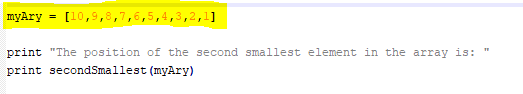 myAry = [10,9,8,7,6,5,4,3,2,1]
print "The position of the second smallest element in the array is: "
print secondSmallest(myAry)